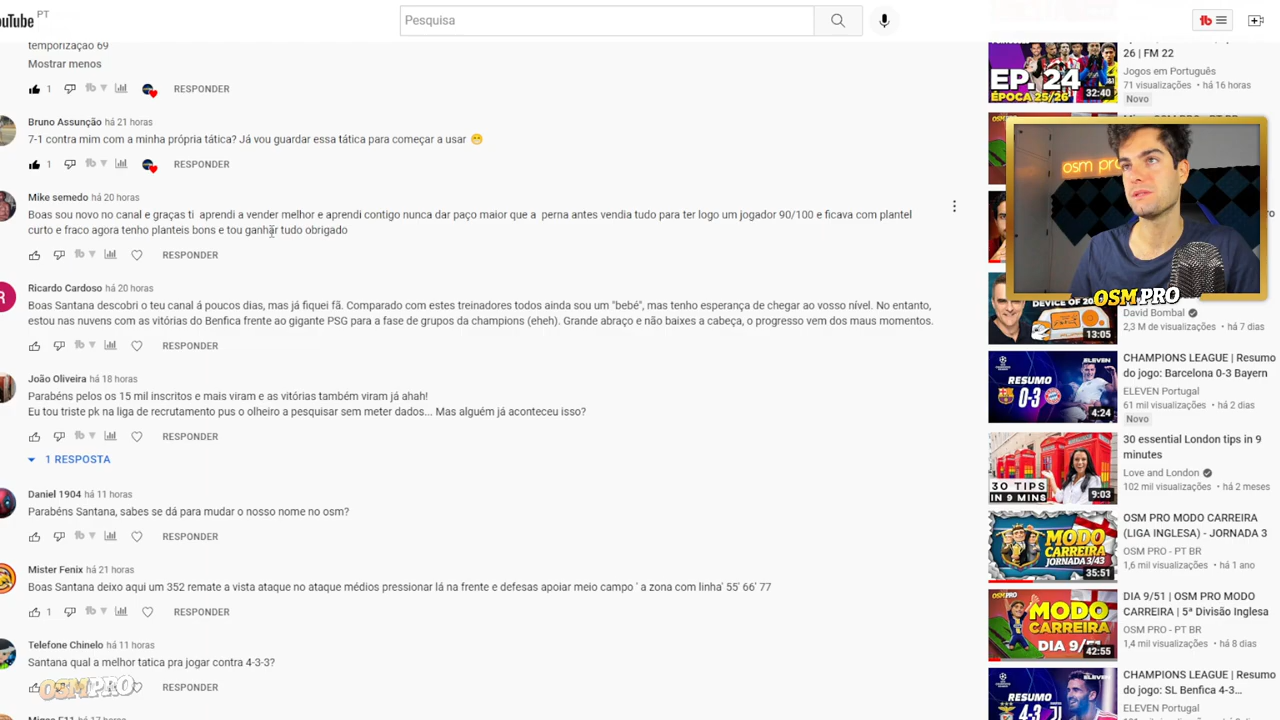 ouTube PT
Pesquisa
temporização 69
Mostrar menos
1 RESPONDER
Bruno Assunção há 21 horas
7-1 contra mim com a minha própria tática? Já vou guardar essa tática para começar a usar 😁
1 RESPONDER
Mike semedo há 20 horas
Boas sou novo no canal e graças ti aprendi a vender melhor e aprendi contigo nunca dar paço maior que a perna antes vendia tudo para ter logo um jogador 90/100 e ficava com plantel
curto e fraco agora tenho planteis bons e tou ganhar tudo obrigado
RESPONDER
R
Ricardo Cardoso há 20 horas
Boas Santana descobri o teu canal á poucos dias, mas já fiquei fã. Comparado com estes treinadores todos ainda sou um "bebé", mas tenho esperança de chegar ao vosso nível. No entanto,
estou nas nuvens com as vitórias do Benfica frente ao gigante PSG para a fase de grupos da champions (eheh). Grande abraço e não baixes a cabeça, o progresso vem dos maus momentos.
RESPONDER
João Oliveira há 18 horas
Parabéns pelos os 15 mil inscritos e mais viram e as vitórias também viram já ahah!
Eu tou triste pk na liga de recrutamento pus o olheiro a pesquisar sem meter dados... Mas alguém já aconteceu isso?
RESPONDER
1 RESPOSTA
Daniel 1904 há 11 horas
Parabéns Santana, sabes se dá para mudar o nosso nome no osm?
RESPONDER
Mister Fenix há 21 horas
Boas Santana deixo aqui um 352 remate a vista ataque no ataque médios pressionar lá na frente e defesas apoiar meio campo ' a zona com linha' 55' 66' 77
1 RESPONDER
Telefone Chinelo há 11 horas
Santana qual a melhor tatica pra jogar contra 4-3-3?
OSMPRO
RESPONDER
EP. 24
ÉPOCA 25/26
32:40
26 | FM 22
Jogos em Português
71 visualizações • há 16 horas
Novo
osm pro
OSM PRO
DEVICE OF 20
13:05
David Bombal
2,3 M de visualizações • há 7 dias
RESUMO
ELEVEN
0-3
4:24
CHAMPIONS LEAGUE | Resumo
do jogo: Barcelona 0-3 Bayern
ELEVEN Portugal
61 mil visualizações • há 2 dias
Novo
30 TIPS
IN 9 MINS
9:03
30 essential London tips in 9
minutes
Love and London
102 mil visualizações • há 2 meses
MODO
CARREIRA
JORNADA 3/43
35:51
OSM PRO MODO CARREIRA
(LIGA INGLESA) - JORNADA 3
OSM PRO - PT BR
1,6 mil visualizações • há 1 ano
OSMPRO
MODO
CARREIRA
DIA 9/51
42:55
DIA 9/51 | OSM PRO MODO
CARREIRA | 5ª Divisão Inglesa
OSM PRO - PT BR
1,4 mil visualizações • há 8 dias
RESUMO
ELEVEN
4-3
CHAMPIONS LEAGUE | Resumo
do jogo: SL Benfica 4-3...
ELEVEN Portugal